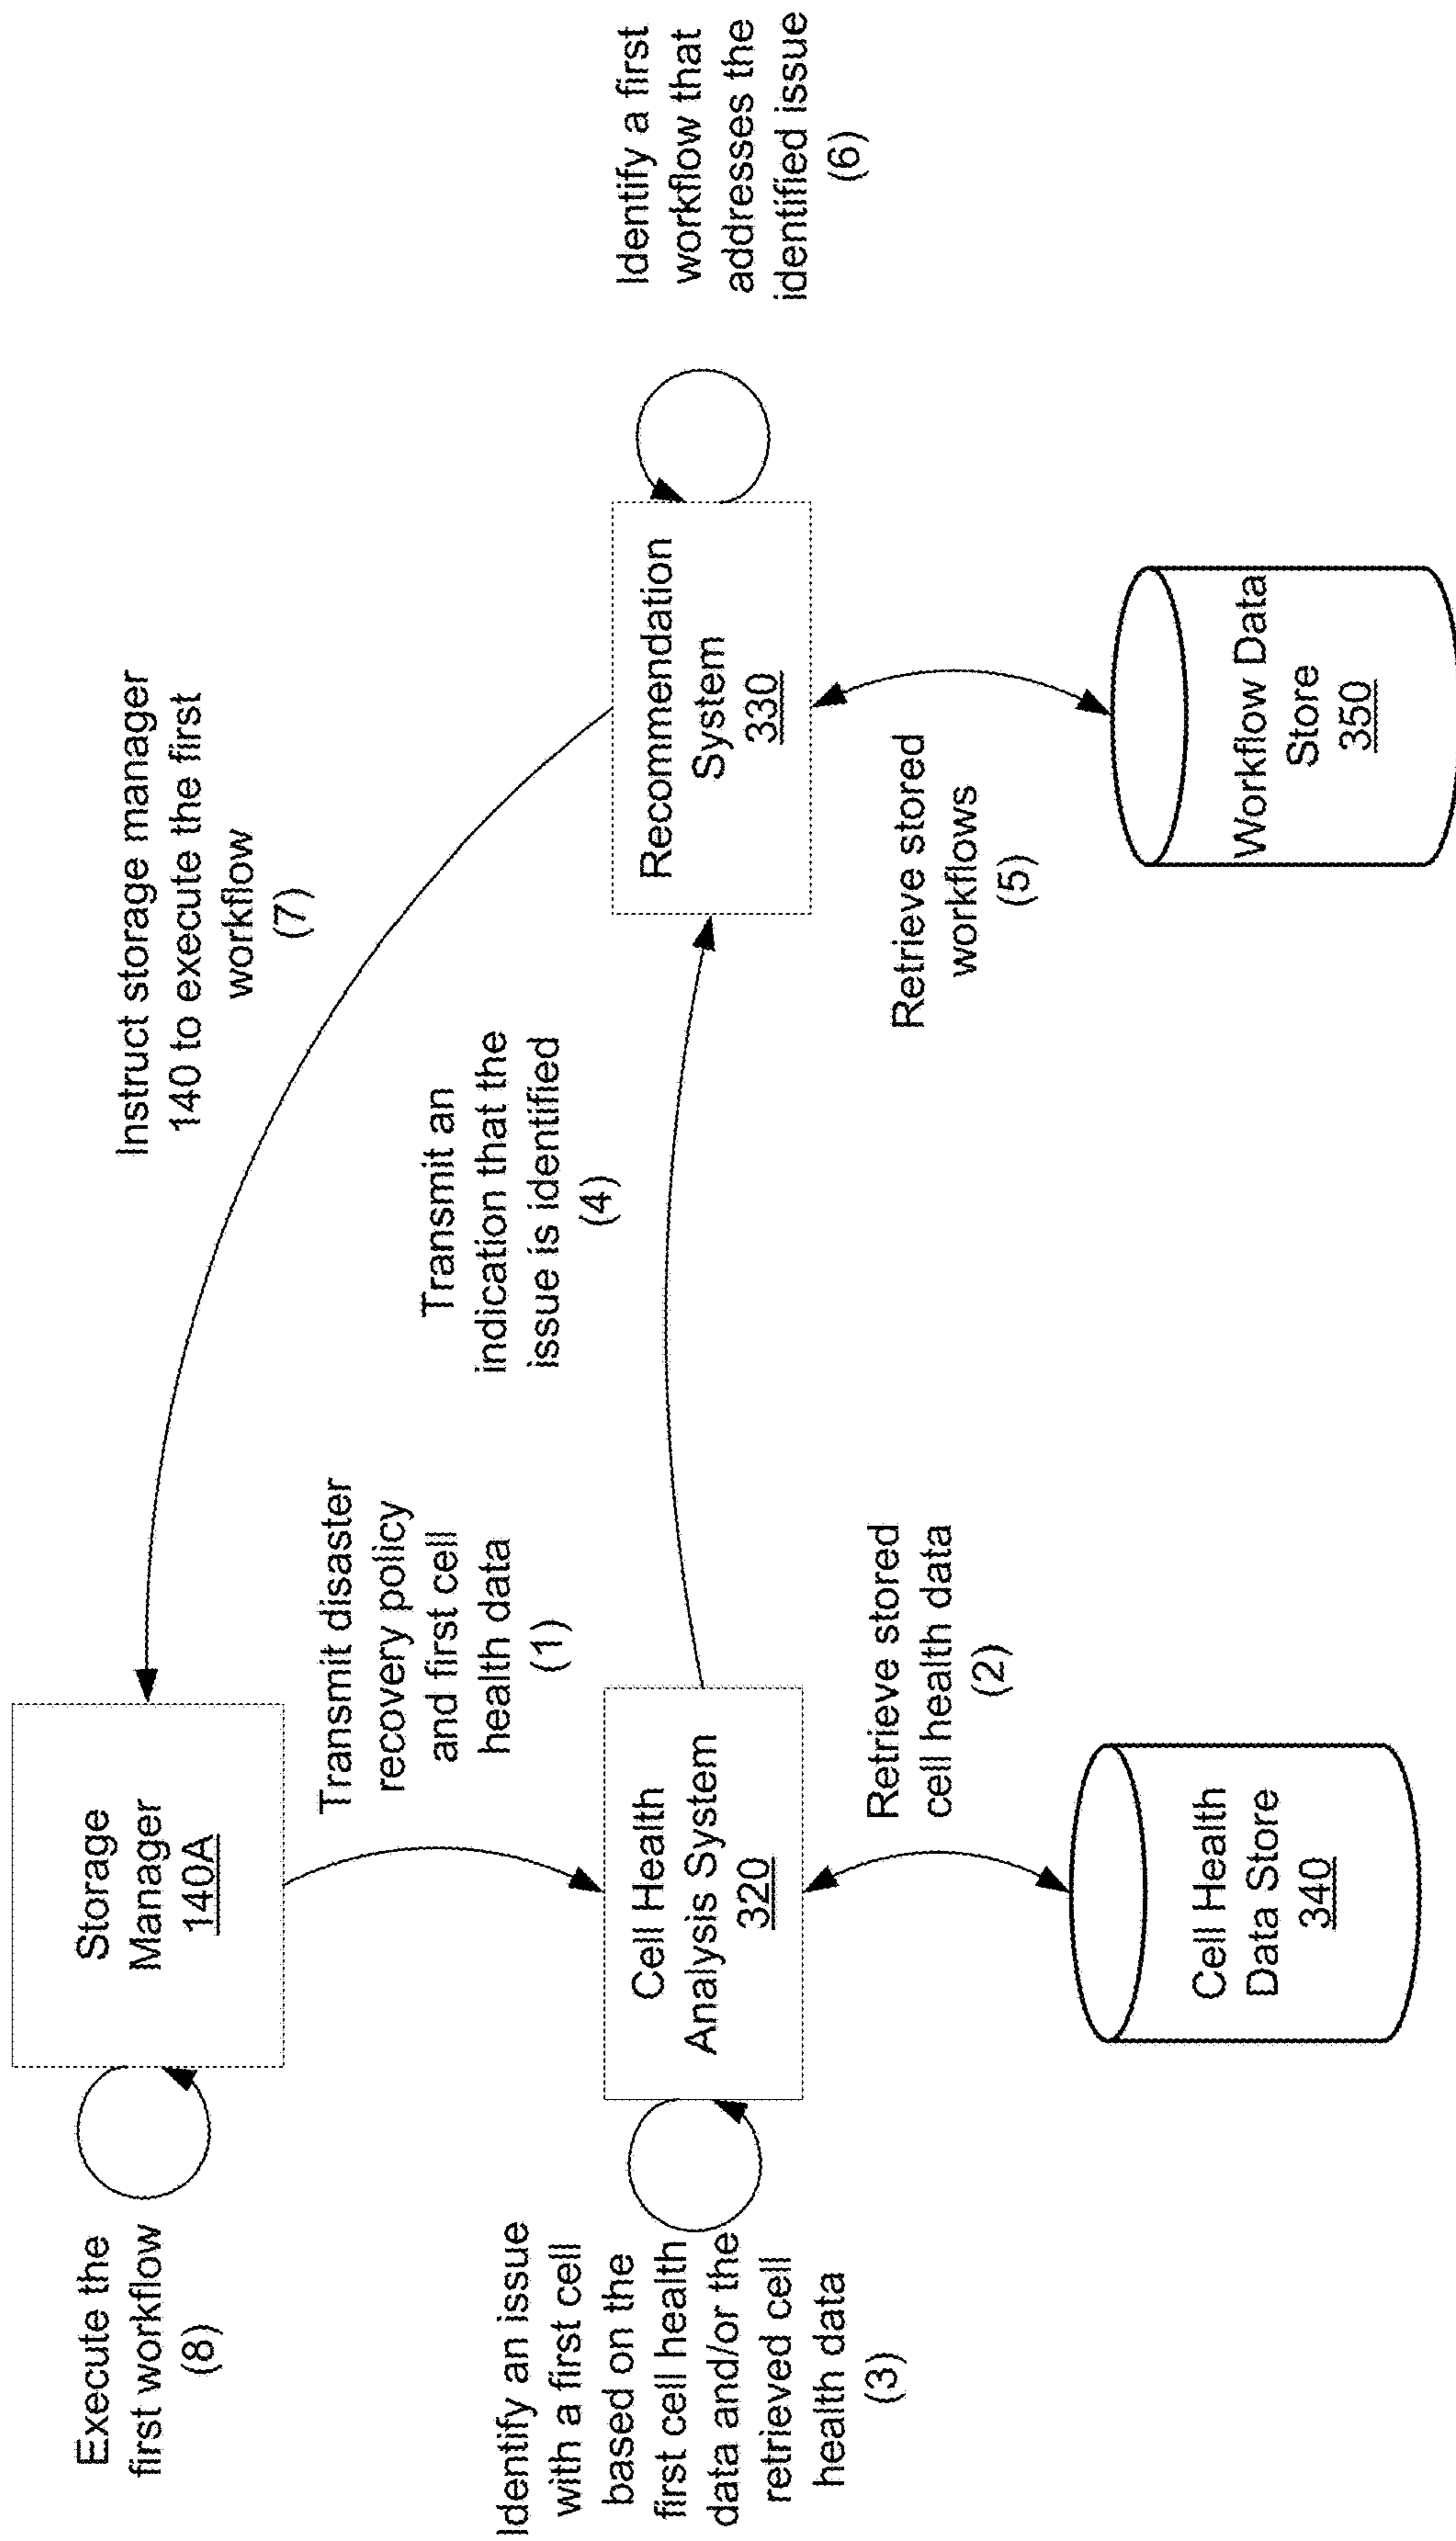 Execute the
first workflow
(8)
Storage
Manager
140A
Instruct storage manager
140 to execute the first
workflow
(7)
Transmit disaster
recovery policy
and first cell
health data
(1)
Transmit an
indication that the
issue is identified
(4)
Identify an issue
with a first cell
based on the
first cell health
data and/or the
retrieved cell
health data
(3)
Cell Health
Analysis System
320
Recommendation
System
330
Identify a first
workflow that
addresses the
identified issue
(6)
Retrieve stored
cell health data
(2)
Retrieve stored
workflows
(5)
Cell Health
Data Store
340
Workflow Data
Store
350